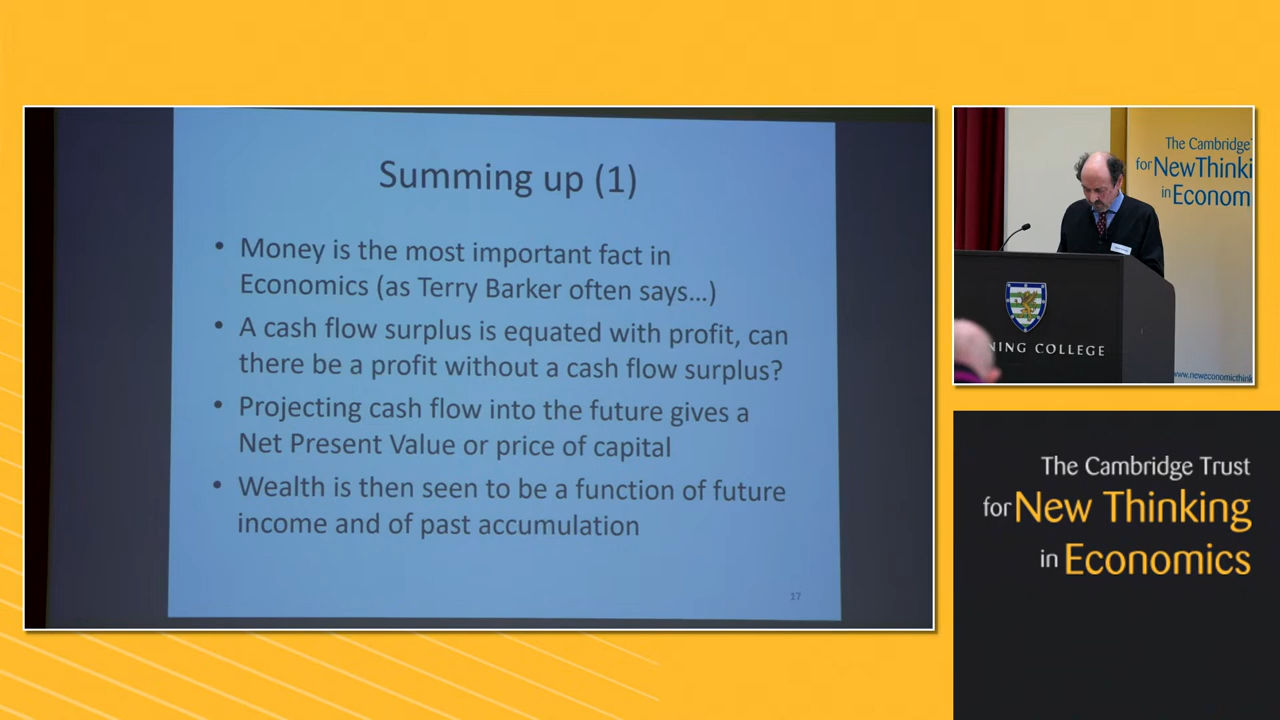 Summing up (1)
• Money is the most important fact in
Economics (as Terry Barker often says...)
• A cash flow surplus is equated with profit, can
there be a profit without a cash flow surplus?
• Projecting cash flow into the future gives a
Net Present Value or price of capital
• Wealth is then seen to be a function of future
income and of past accumulation
17
The Cambridge
for NewThinki
in Econom
NING COLLEGE
www.neweconomicthink
The Cambridge Trust
for New Thinking
in Economics